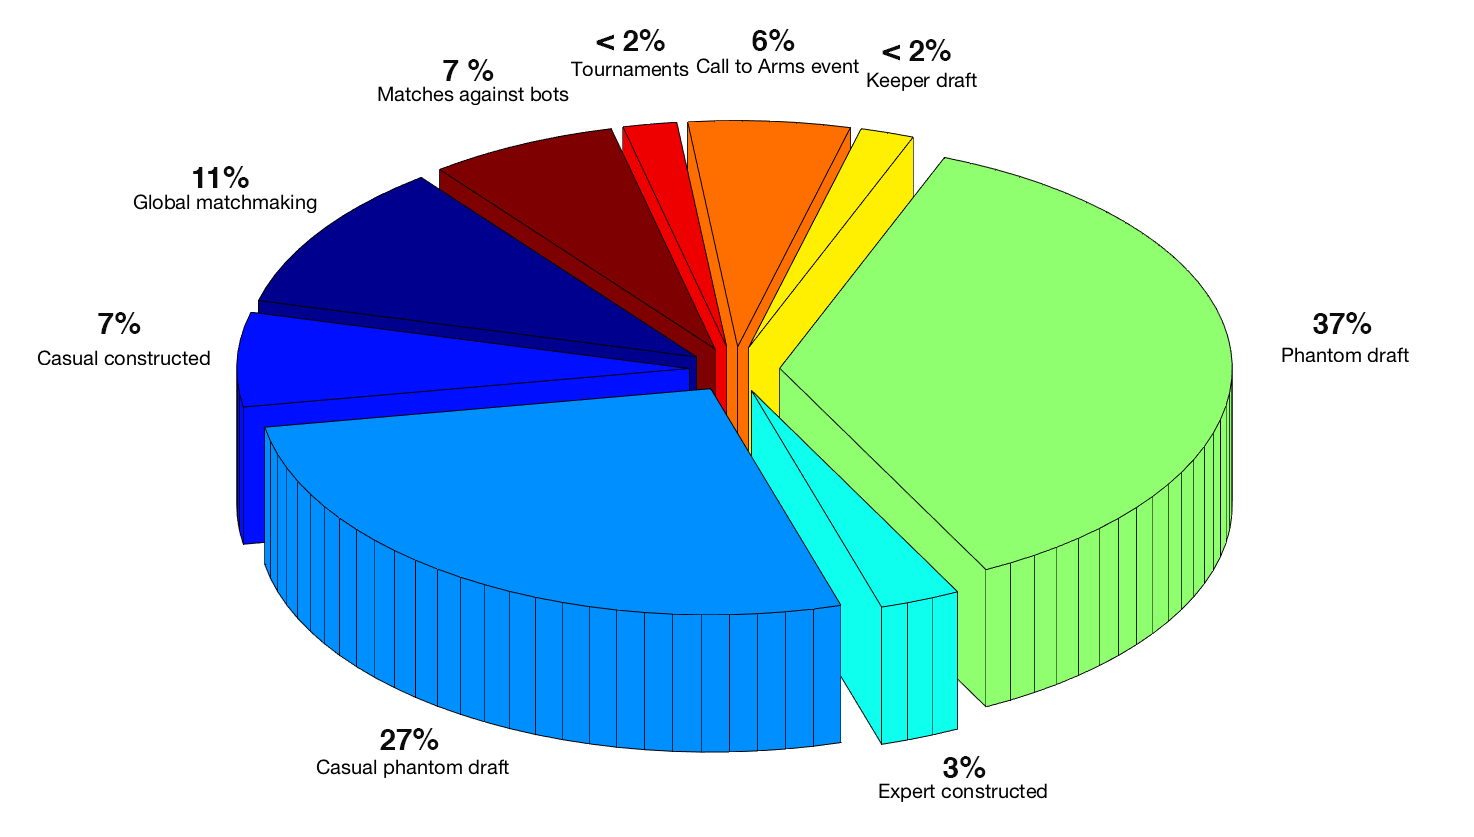 < 2%
Tournaments
6%
Call to Arms event
< 2%
Keeper draft
7 %
Matches against bots
11%
Global matchmaking
7%
Casual constructed
37%
Phantom draft
27%
Casual phantom draft
3%
Expert constructed